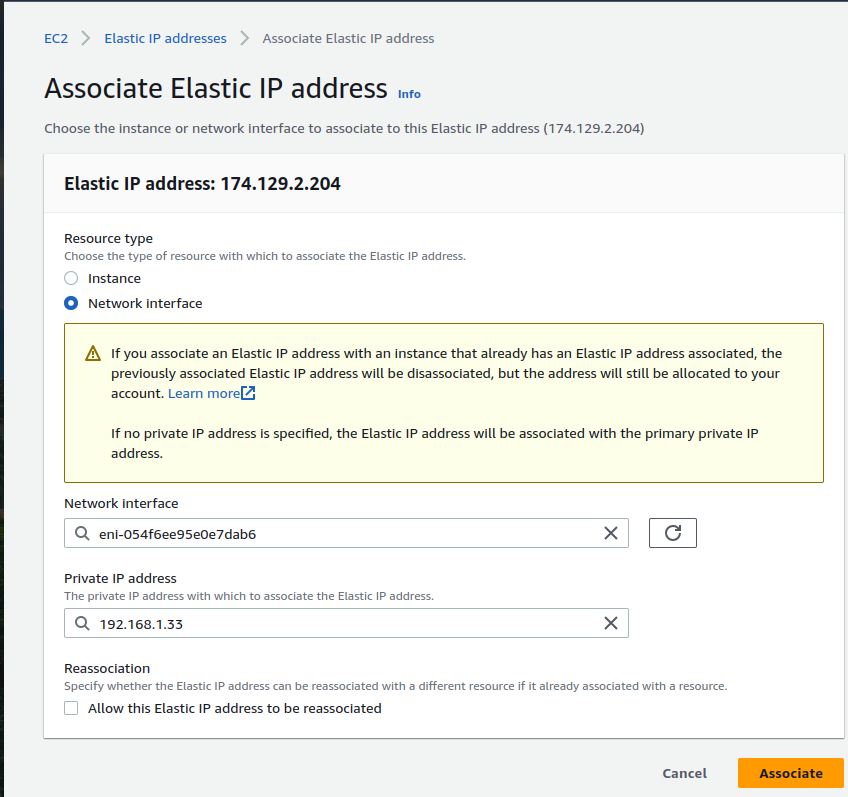 EC2 > Elastic IP addresses > Associate Elastic IP address
Associate Elastic IP address Info
Choose the instance or network interface to associate to this Elastic IP address (174.129.2.204)
Elastic IP address: 174.129.2.204
Resource type
Choose the type of resource with which to associate the Elastic IP address.
Instance
Network interface
If you associate an Elastic IP address with an instance that already has an Elastic IP address associated, the
previously associated Elastic IP address will be disassociated, but the address will still be allocated to your
account. Learn more
If no private IP address is specified, the Elastic IP address will be associated with the primary private IP
address.
Network interface
eni-054f6ee95e0e7dab6
Private IP address
The private IP address with which to associate the Elastic IP address.
192.168.1.33
Reassociation
Specify whether the Elastic IP address can be reassociated with a different resource if it already associated with a resource.
Allow this Elastic IP address to be reassociated
Cancel Associate